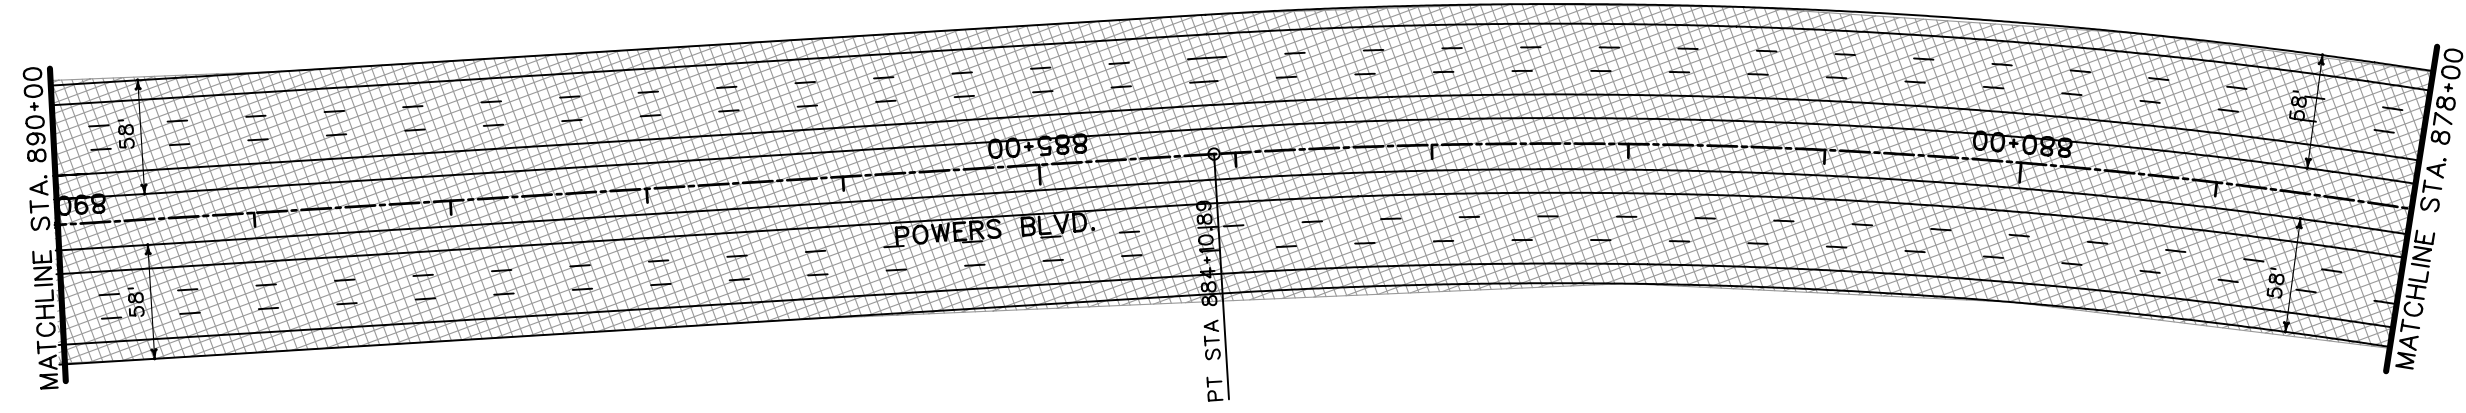 MATCHLINE STA. 890+00
58'
58'
890
885+00
POWERS BLVD.
PT STA 884+10.89
880+00
58'
58'
MATCHLINE STA. 878+00